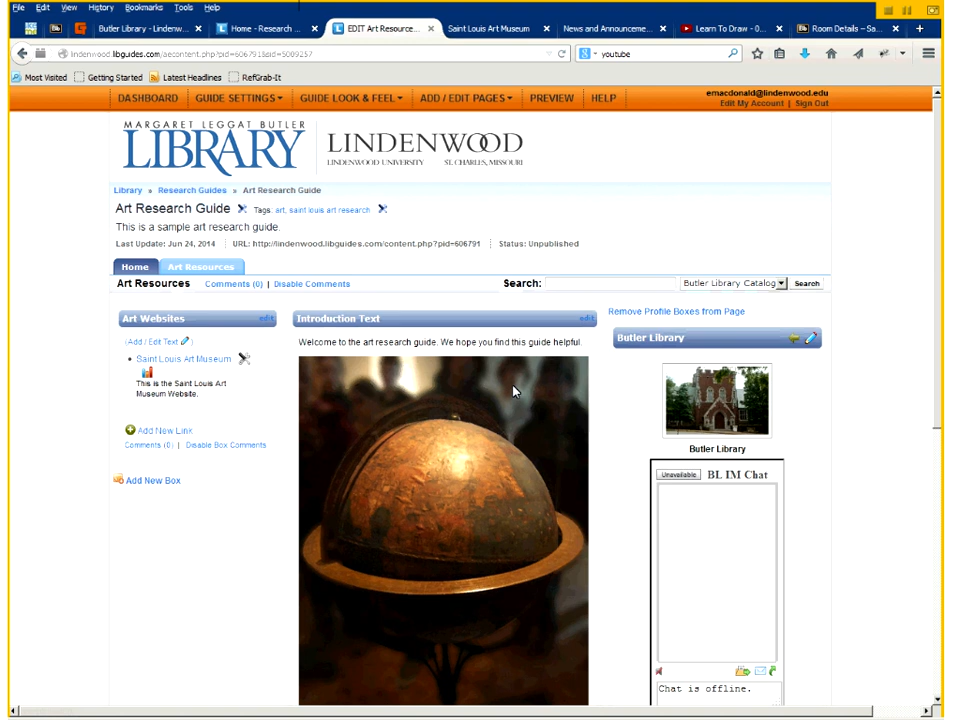 File Edit View History Bookmarks Tools Help
Butler Library - Lindenw... × Home - Research ... × EDIT Art Resource... × Saint Louis Art Museum × News and Announceme... × Learn To Draw - 0... × Room Details -- Sa... × +
lindenwood.libguides.com/aecontent.php?pid=606791&sid=5009257 youtube
Most Visited Getting Started Latest Headlines RefGrab-It
DASHBOARD GUIDE SETTINGS GUIDE LOOK & FEEL ADD / EDIT PAGES PREVIEW HELP
emacdonald@lindenwood.edu
Edit My Account | Sign Out
MARGARET LEGGAT BUTLER
LIBRARY
LINDENWOOD
LINDENWOOD UNIVERSITY ST. CHARLES, MISSOURI
Library » Research Guides » Art Research Guide
Art Research Guide Tags: art, saint louis art research
This is a sample art research guide.
Last Update: Jun 24, 2014 URL: http://lindenwood.libguides.com/content.php?pid=606791 Status: Unpublished
Home Art Resources
Art Resources Comments (0) | Disable Comments Search: Butler Library Catalog Search
Art Websites edit
(Add / Edit Text)
Saint Louis Art Museum
This is the Saint Louis Art
Museum Website.
Add New Link
Comments (0) | Disable Box Comments
Add New Box
Introduction Text edit
Welcome to the art research guide. We hope you find this guide helpful.
Remove Profile Boxes from Page
Butler Library
Butler Library
Unavailable BL IM Chat
Chat is offline.